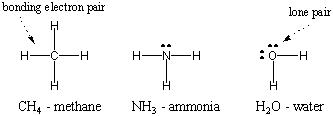 bonding electron pair
lone pair
H
H C H
H
H N H
H
O H
H
CH₄ - methane
NH₃ - ammonia
H₂O - water